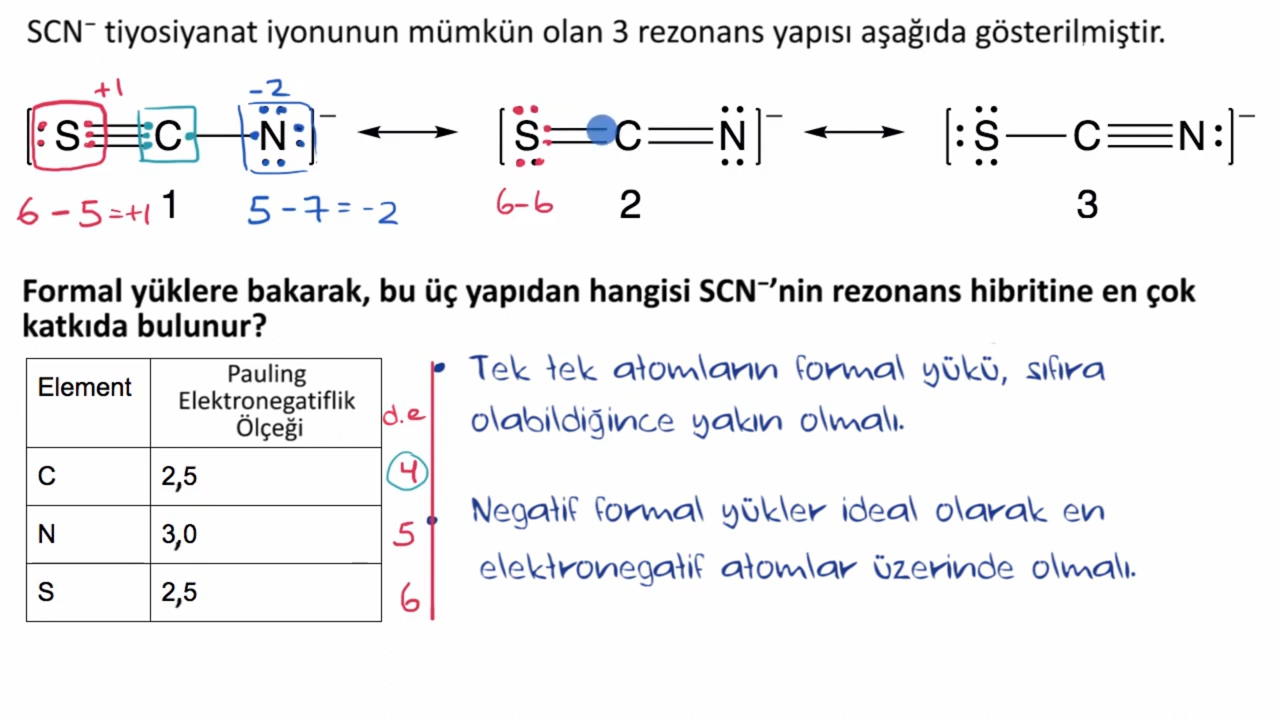 SCN⁻ tiyosiyanat iyonunun mümkün olan 3 rezonans yapısı aşağıda gösterilmiştir.
+1 -2
[:S≡C—N:]⁻ ⟷ [S=C=N]⁻ ⟷ [:S—C≡N:]⁻
6 - 5 = +1 1 5 - 7 = -2 6-6 2 3
Formal yüklere bakarak, bu üç yapıdan hangisi SCN⁻'nin rezonans hibritine en çok
katkıda bulunur?
Element Pauling
Elektronegatiflik
Ölçeği d.e
C 2,5 4
N 3,0 5
S 2,5 6
• Tek tek atomların formal yükü, sıfıra
olabildiğince yakın olmalı.
• Negatif formal yükler ideal olarak en
elektronegatif atomlar üzerinde olmalı.